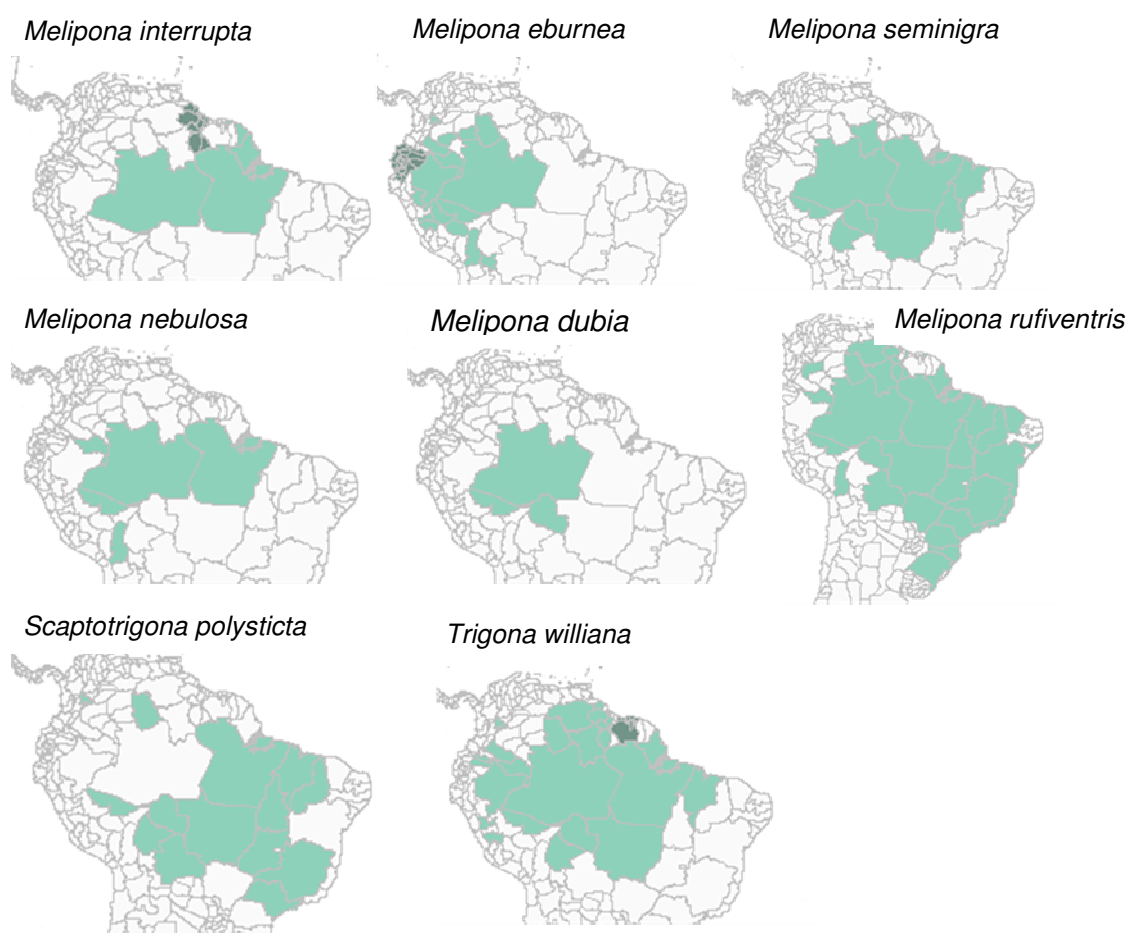 Melipona interrupta
Melipona eburnea
Melipona seminigra
Melipona nebulosa
Melipona dubia
Melipona rufiventris
Scaptotrigona polysticta
Trigona williana